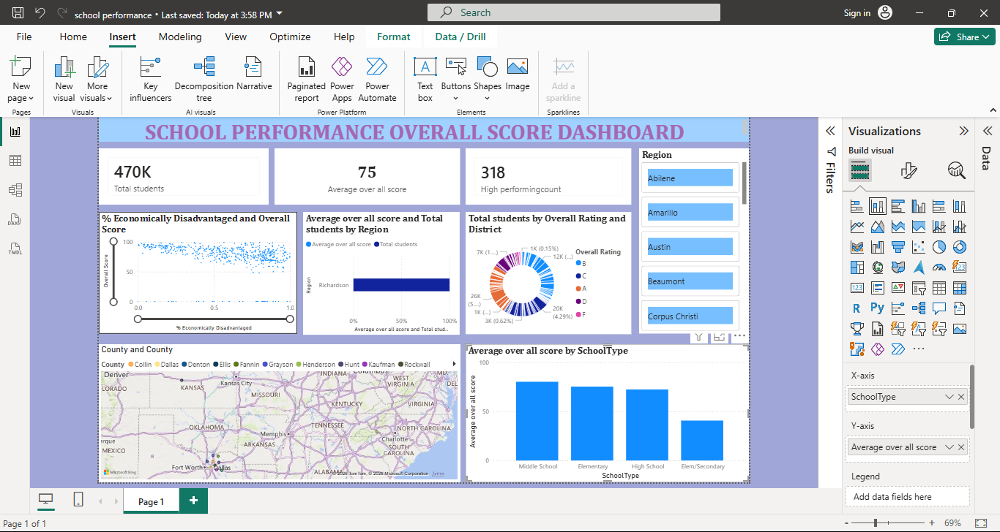 school performance • Last saved: Today at 3:58 PM
Search
Sign in
File Home Insert Modeling View Optimize Help Format Data / Drill
Share
New page
New visual
More visuals
Key influencers
Decomposition tree
Narrative
Paginated report
Power Apps
Power Automate
Text box
Buttons
Shapes
Image
Add a sparkline
Pages Visuals AI visuals Power Platform Elements Sparklines
SCHOOL PERFORMANCE OVERALL SCORE DASHBOARD
470K
Total students
75
Average over all score
318
High performingcount
Region
Abilene
Amarillo
Austin
Beaumont
Corpus Christi
% Economically Disadvantaged and Overall
Score
Overall Score
100
50
0
0.0 0.5 1.0
% Economically Disadvantaged
Average over all score and Total
students by Region
Average over all score Total students
Region
Richardson
0% 50% 100%
Average over all score and Total stud...
Total students by Overall Rating and
District
1K (0.15%)
12K (...)
20K
(4.29%)
3K (0.62%)
1K (...)
26K
(5....)
7K (1....)
Overall Rating
B
C
A
D
F
County and County
County Collin Dallas Denton Ellis Fannin Grayson Henderson Hunt Kaufman Rockwall
Denver
LORADO
KANSAS
Kansas City
MISSOURI
INDIANA
Columbus
WEST
VIRGINIA
MD.
DEL
KENTUCKY
VIRGINIA
OKLAHOMA
TENNESSEE
NORTH CAROLINA
Memphis
Charlotte
ARKANSAS
SOUTH
CAROLINA
rque
MEXICO
Fort Worth
Dallas
ALABAMA
Microsoft Bing
© 2026 TomTom, © 2026 Microsoft Corporation Terms
Average over all score by SchoolType
Average over all score
100
50
0
Middle School Elementary High School Elem/Secondary
SchoolType
Filters
Visualizations
Build visual
123
123
R Py
X-axis
SchoolType
Y-axis
Average over all score
Legend
Add data fields here
Data
DAX
TMDL
Page 1
Page 1 of 1
69%